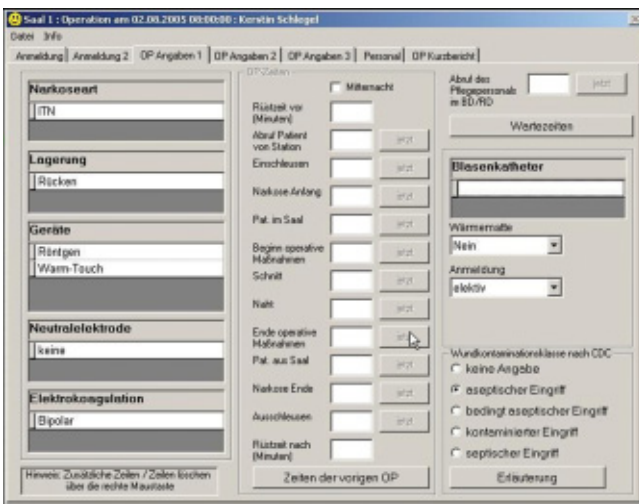 Saal 1 : Operation am 02.08.2005 08:00:00 : Kerstin Schlegel
Datei Info
Anmeldung Anmeldung 2 OP Angaben 1 OP Angaben 2 OP Angaben 3 Personal OP Kurzbericht
Narkoseart
ITN
Lagerung
Rücken
Geräte
Röntgen
Warm-Touch
Neutralelektrode
keine
Elektrokoagulation
Bipolar
Hinweis: Zusätzliche Zeilen / Zeilen löschen
über die rechte Maustaste
OP-Zeiten
Mitternacht
Rüstzeit vor
(Minuten)
Abruf Patient
von Station
jetzt
Einschleusen
jetzt
Narkose Anfang
jetzt
Pat. im Saal
jetzt
Beginn operative
Maßnahmen
jetzt
Schnitt
jetzt
Naht
jetzt
Ende operative
Maßnahmen
jetzt
Pat. aus Saal
jetzt
Narkose Ende
jetzt
Ausschleusen
jetzt
Rüstzeit nach
(Minuten)
Zeiten der vorigen OP
Abruf des
Pflegepersonals
im BD/RD
jetzt
Wartezeiten
Blasenkatheter
Wärmematte
Nein
Anmeldung
elektiv
Wundkontaminationsklasse nach CDC
keine Angabe
aseptischer Eingriff
bedingt aseptischer Eingriff
kontaminierter Eingriff
septischer Eingriff
Erläuterung